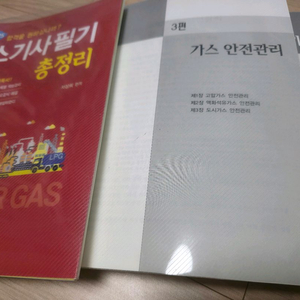 스기사 필기
총정리
LPG
R GAS
3편
가스 안전관리
제1장 고압가스 안전관리
제2장 액화석유가스 안전관리
제3장 도시가스 안전관리